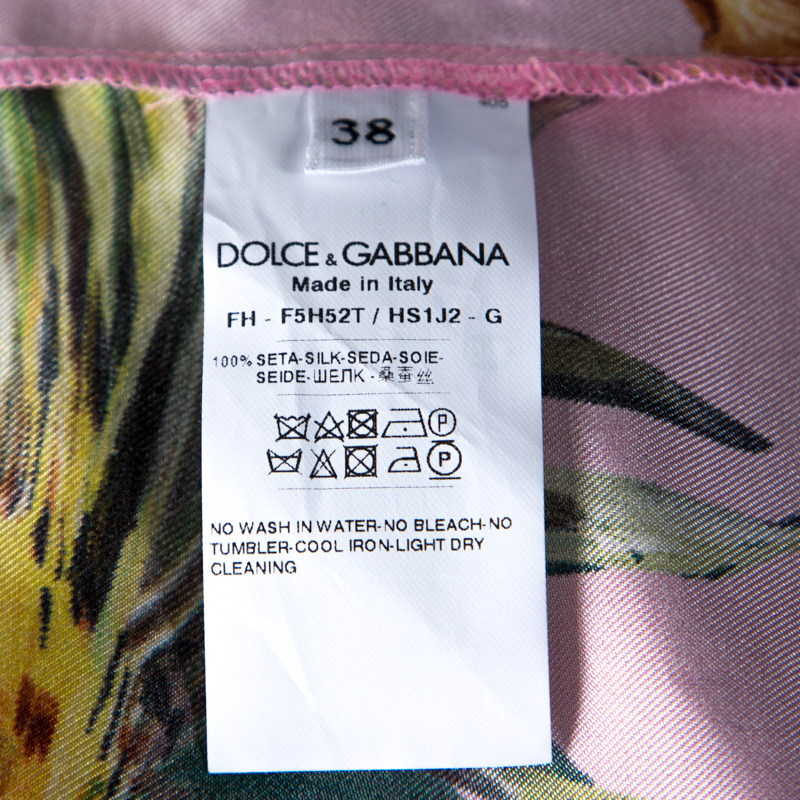 38
405
DOLCE & GABBANA
Made in Italy
FH - F5H52T / HS1J2 - G
100% SETA-SILK-SEDA-SOIE-
SEIDE-ШЕЛК - 桑蚕丝
P
P
NO WASH IN WATER-NO BLEACH-NO
TUMBLER-COOL IRON-LIGHT DRY
CLEANING